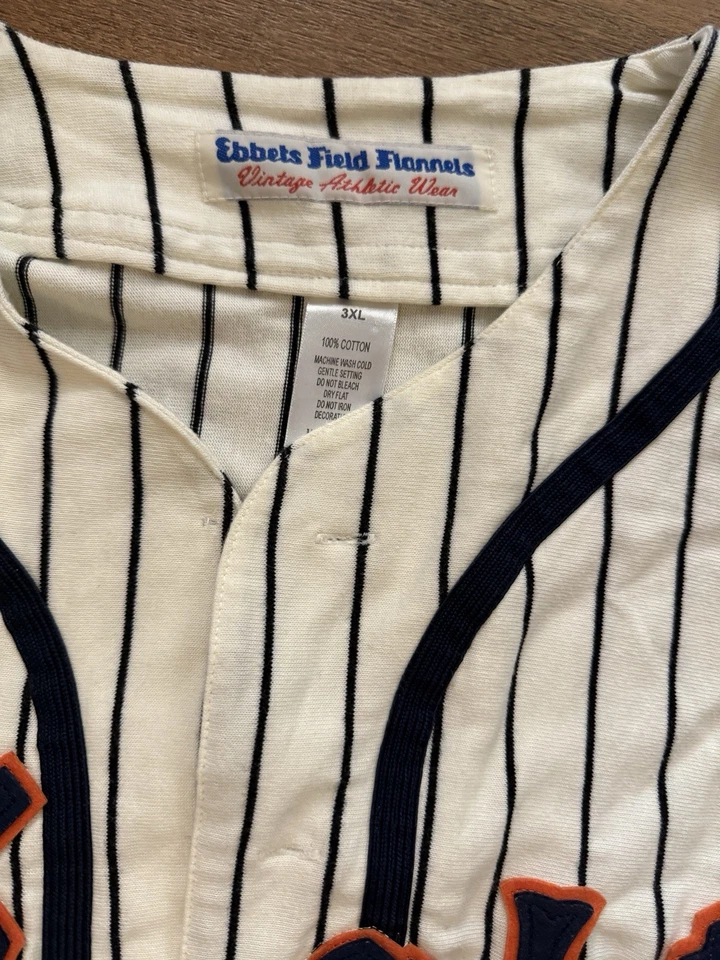 Ebbets Field Flannels
Vintage Athletic Wear
3XL
100% COTTON
MACHINE WASH COLD
GENTLE SETTING
DO NOT BLEACH
DRY FLAT
DO NOT IRON